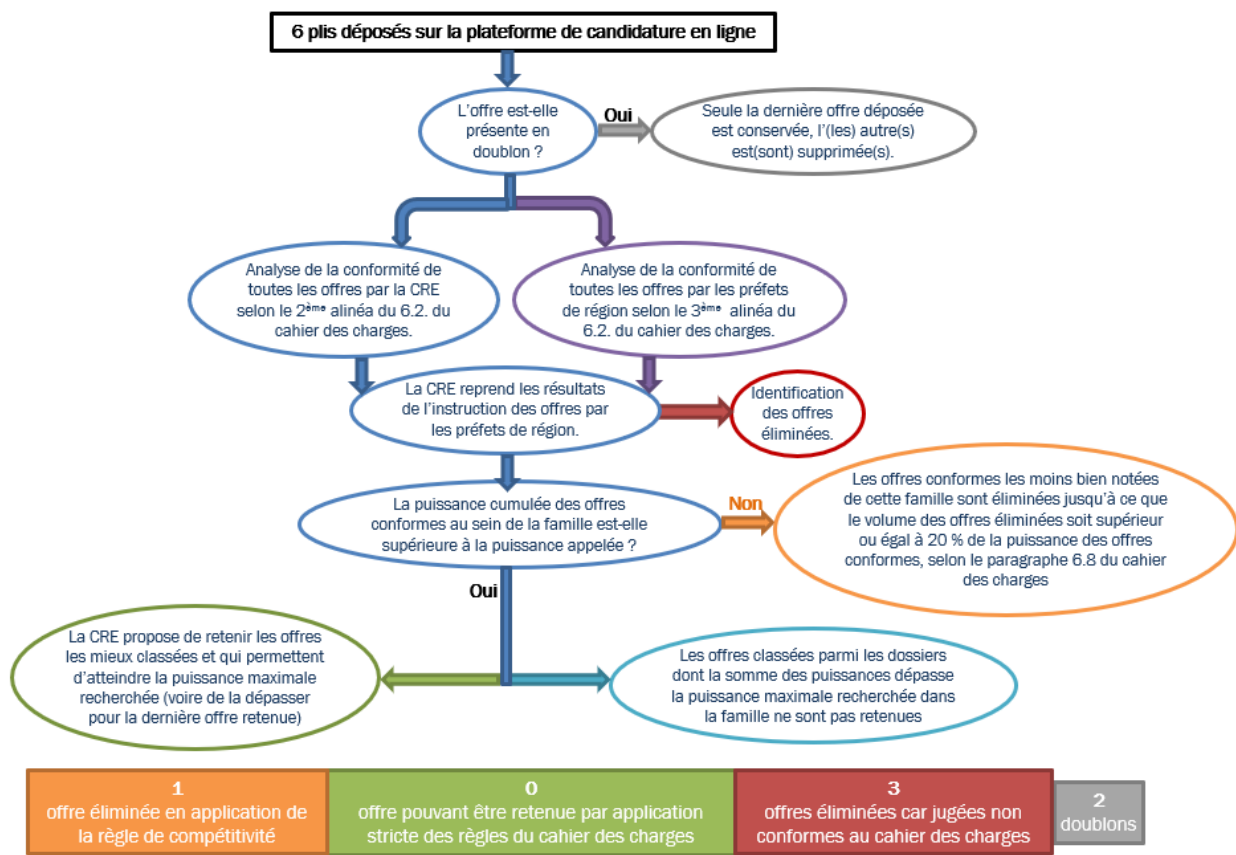 6 plis déposés sur la plateforme de candidature en ligne
L'offre est-elle
présente en
doublon ?
Oui
Seule la dernière offre déposée
est conservée, l'(les) autre(s)
est(sont) supprimée(s).
Analyse de la conformité de
toutes les offres par la CRE
selon le 2ème alinéa du 6.2. du
cahier des charges.
Analyse de la conformité de
toutes les offres par les préfets
de région selon le 3ème alinéa du
6.2. du cahier des charges.
La CRE reprend les résultats
de l'instruction des offres par
les préfets de région.
Identification
des offres
éliminées.
La puissance cumulée des offres
conformes au sein de la famille est-elle
supérieure à la puissance appelée ?
Non
Les offres conformes les moins bien notées
de cette famille sont éliminées jusqu'à ce que
le volume des offres éliminées soit supérieur
ou égal à 20 % de la puissance des offres
conformes, selon le paragraphe 6.8 du cahier
des charges
Oui
La CRE propose de retenir les offres
les mieux classées et qui permettent
d'atteindre la puissance maximale
recherchée (voire de la dépasser
pour la dernière offre retenue)
Les offres classées parmi les dossiers
dont la somme des puissances dépasse
la puissance maximale recherchée dans
la famille ne sont pas retenues
1
offre éliminée en application de
la règle de compétitivité
0
offre pouvant être retenue par application
stricte des règles du cahier des charges
3
offres éliminées car jugées non
conformes au cahier des charges
2
doublons